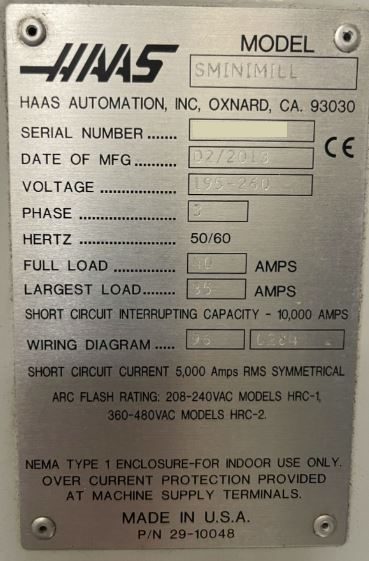 HAAS
MODEL
SMINIMILL
HAAS AUTOMATION, INC, OXNARD, CA. 93030
SERIAL NUMBER .......
DATE OF MFG ........... 02/2013
VOLTAGE ................. 195-260
PHASE ..................... 3
CE
HERTZ ..................... 50/60
FULL LOAD .............. 40 AMPS
LARGEST LOAD....... 35 AMPS
SHORT CIRCUIT INTERRUPTING CAPACITY - 10,000 AMPS
WIRING DIAGRAM ..... 96
SHORT CIRCUIT CURRENT 5,000 Amps RMS SYMMETRICAL
ARC FLASH RATING: 208-240VAC MODELS HRC-1,
360-480VAC MODELS HRC-2.
NEMA TYPE 1 ENCLOSURE-FOR INDOOR USE ONLY.
OVER CURRENT PROTECTION PROVIDED
AT MACHINE SUPPLY TERMINALS.
MADE IN U.S.A.
P/N 29-10048